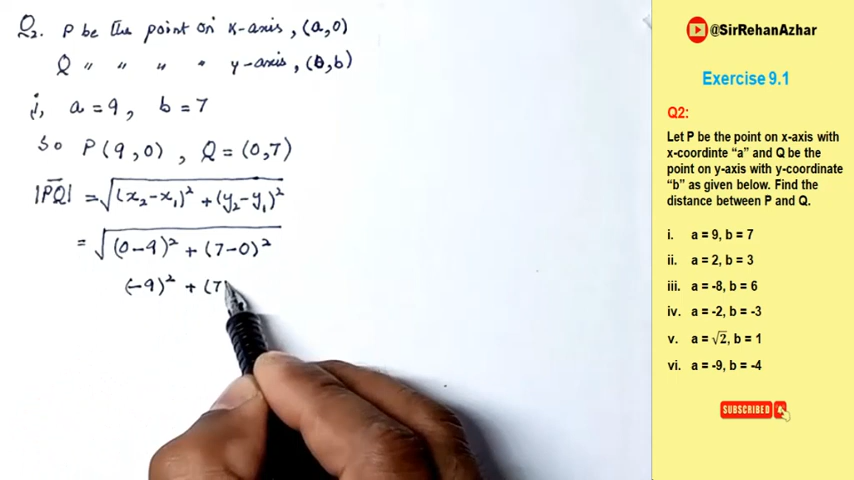 Q2. P be the point on x-axis, (a,0)
Q " " " " y-axis, (0,b)
i, a = 9, b = 7
So P(9,0), Q = (0,7)
|PQ| = √(x₂-x₁)² + (y₂-y₁)²
= √(0-9)² + (7-0)²
(-9)² + (7
@SirRehanAzhar
Exercise 9.1
Q2:
Let P be the point on x-axis with
x-coordinte "a" and Q be the
point on y-axis with y-coordinate
"b" as given below. Find the
distance between P and Q.
i. a = 9, b = 7
ii. a = 2, b = 3
iii. a = -8, b = 6
iv. a = -2, b = -3
v. a = √2, b = 1
vi. a = -9, b = -4
SUBSCRIBED